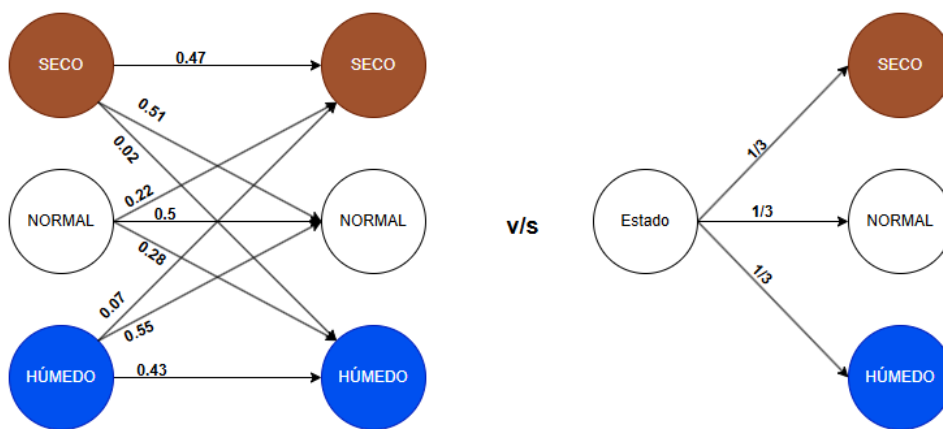 SECO
0.47
SECO
SECO
0.51
0.02
1/3
0.22
NORMAL
0.5
NORMAL
v/s
Estado
1/3
NORMAL
0.28
1/3
0.07
0.55
HÚMEDO
0.43
HÚMEDO
HÚMEDO